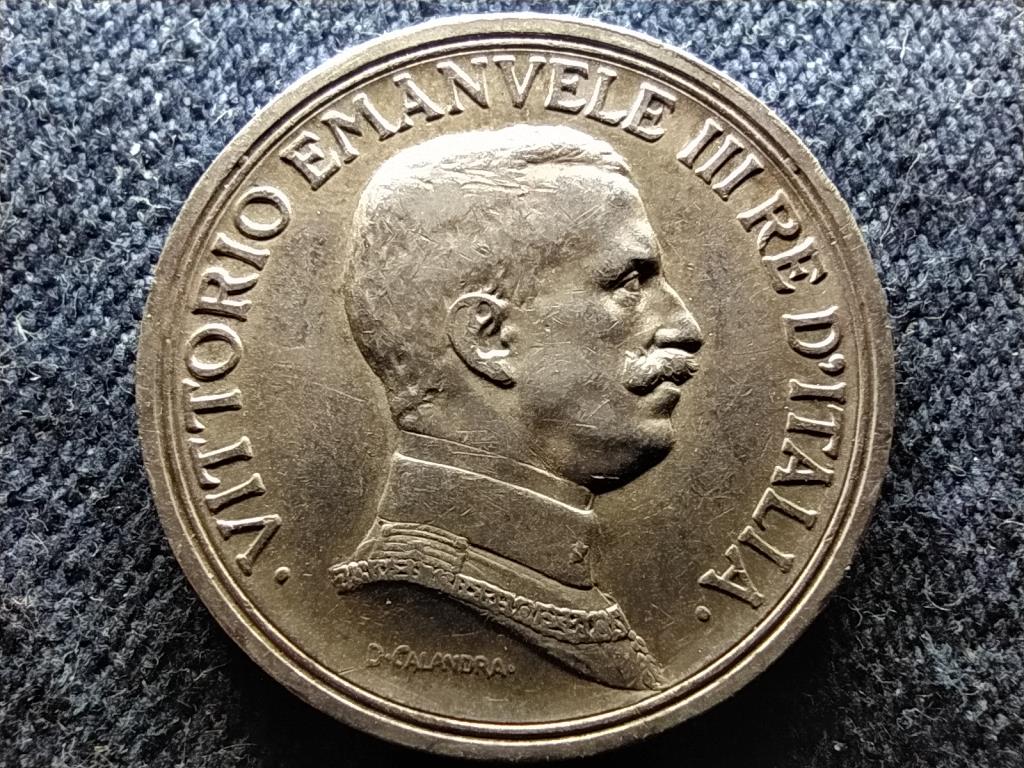 · VITTORIO EMANVELE III RE D'ITALIA ·
D·CALANDRA·